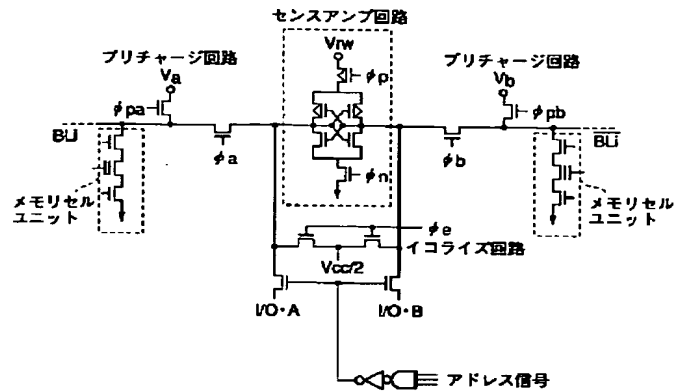 センスアンプ回路
プリチャージ回路
Va
Vrw
プリチャージ回路
Vb
φp
φpa
φpb
BLi
φa
φb
BLi
φn
メモリセル
ユニット
メモリセル
ユニット
φe
イコライズ回路
Vcc/2
I/O・A
I/O・B
アドレス信号